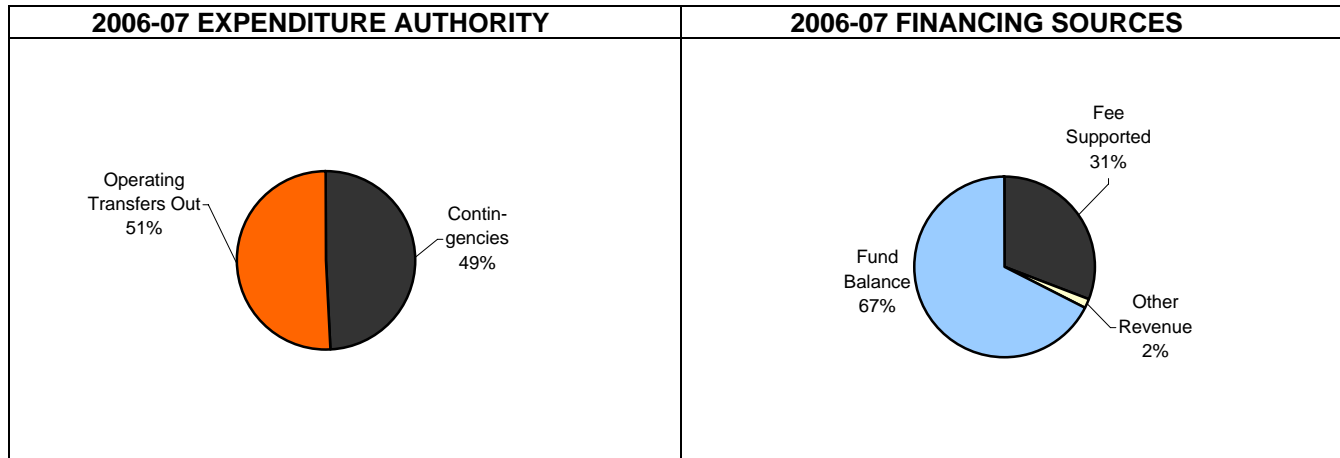 2006-07 EXPENDITURE AUTHORITY
Operating
Transfers Out
51%
Contin-
gencies
49%
2006-07 FINANCING SOURCES
Fee
Supported
31%
Fund
Balance
67%
Other
Revenue
2%